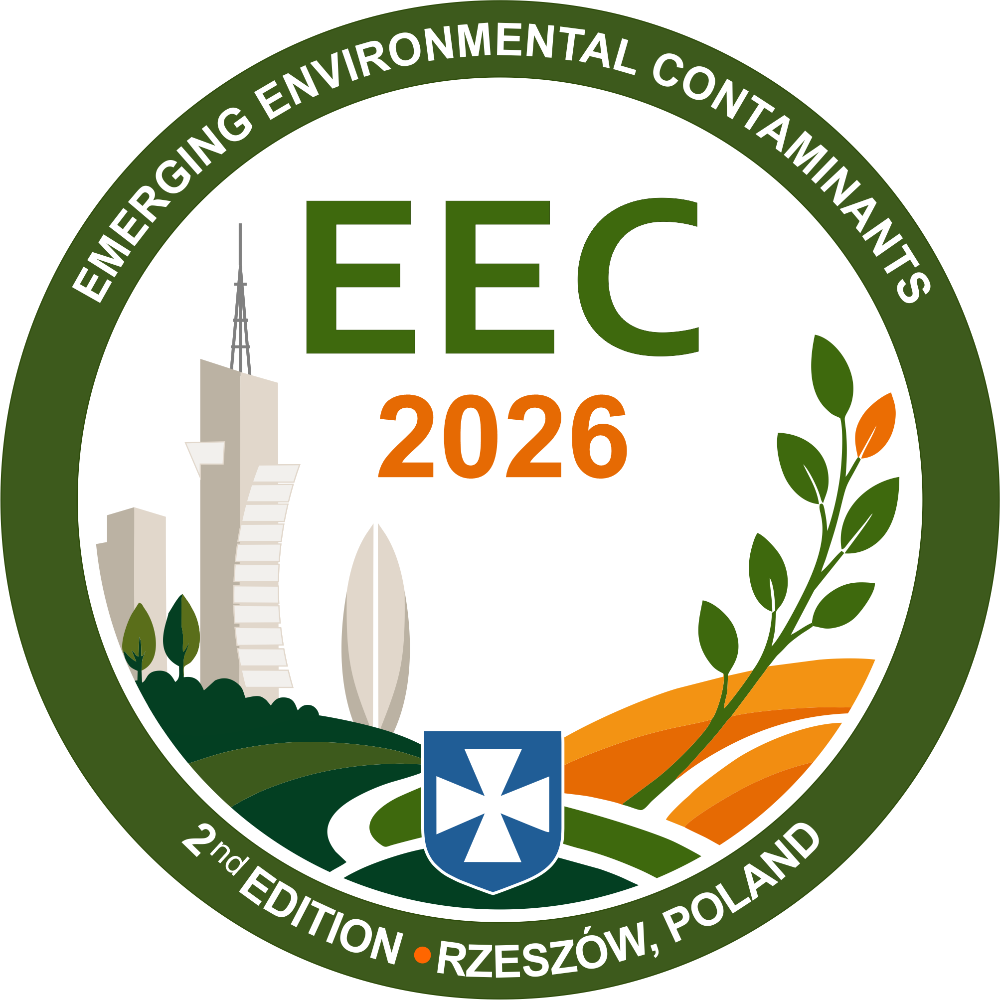 EMERGING ENVIRONMENTAL CONTAMINANTS
EEC
2026
2nd EDITION • RZESZÓW, POLAND